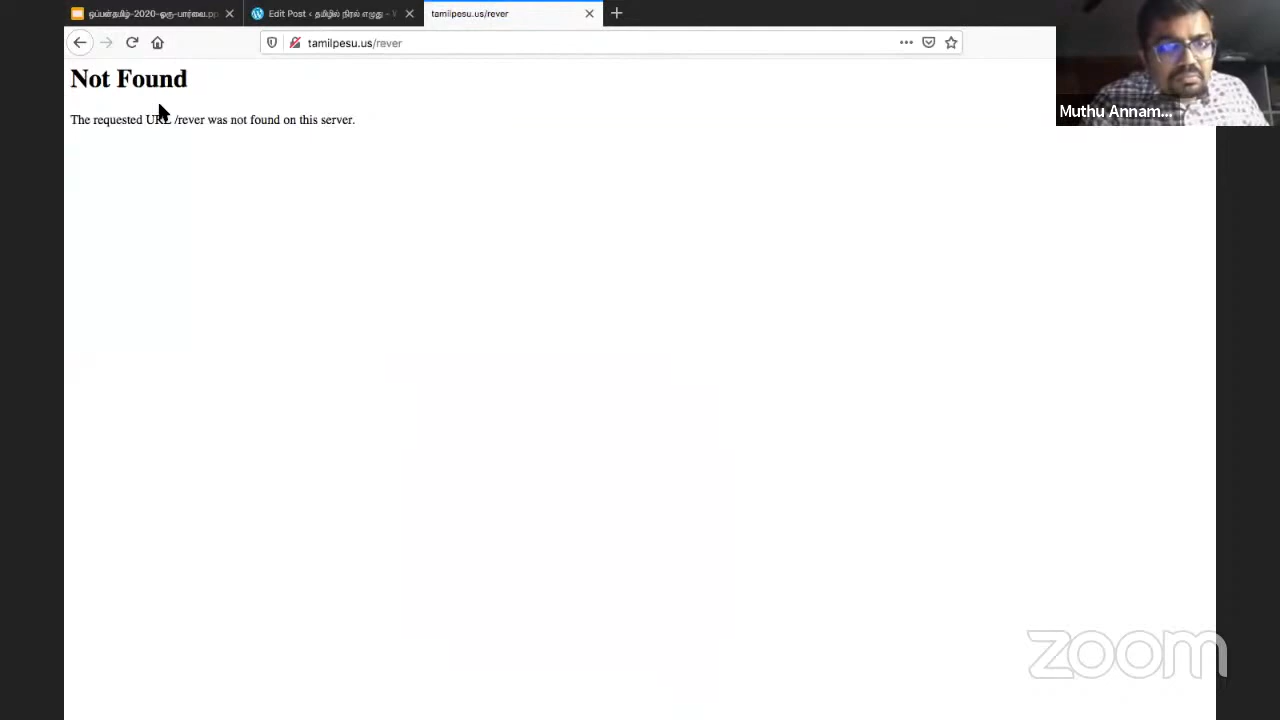 ஒப்பன்தமிழ்-2020-ஒரு-பார்வை.pp
Edit Post ‹ தமிழில் நிரல் எழுது - W
tamilpesu.us/rever
tamilpesu.us/rever
Not Found
The requested URL /rever was not found on this server.
Muthu Annam...
zoom